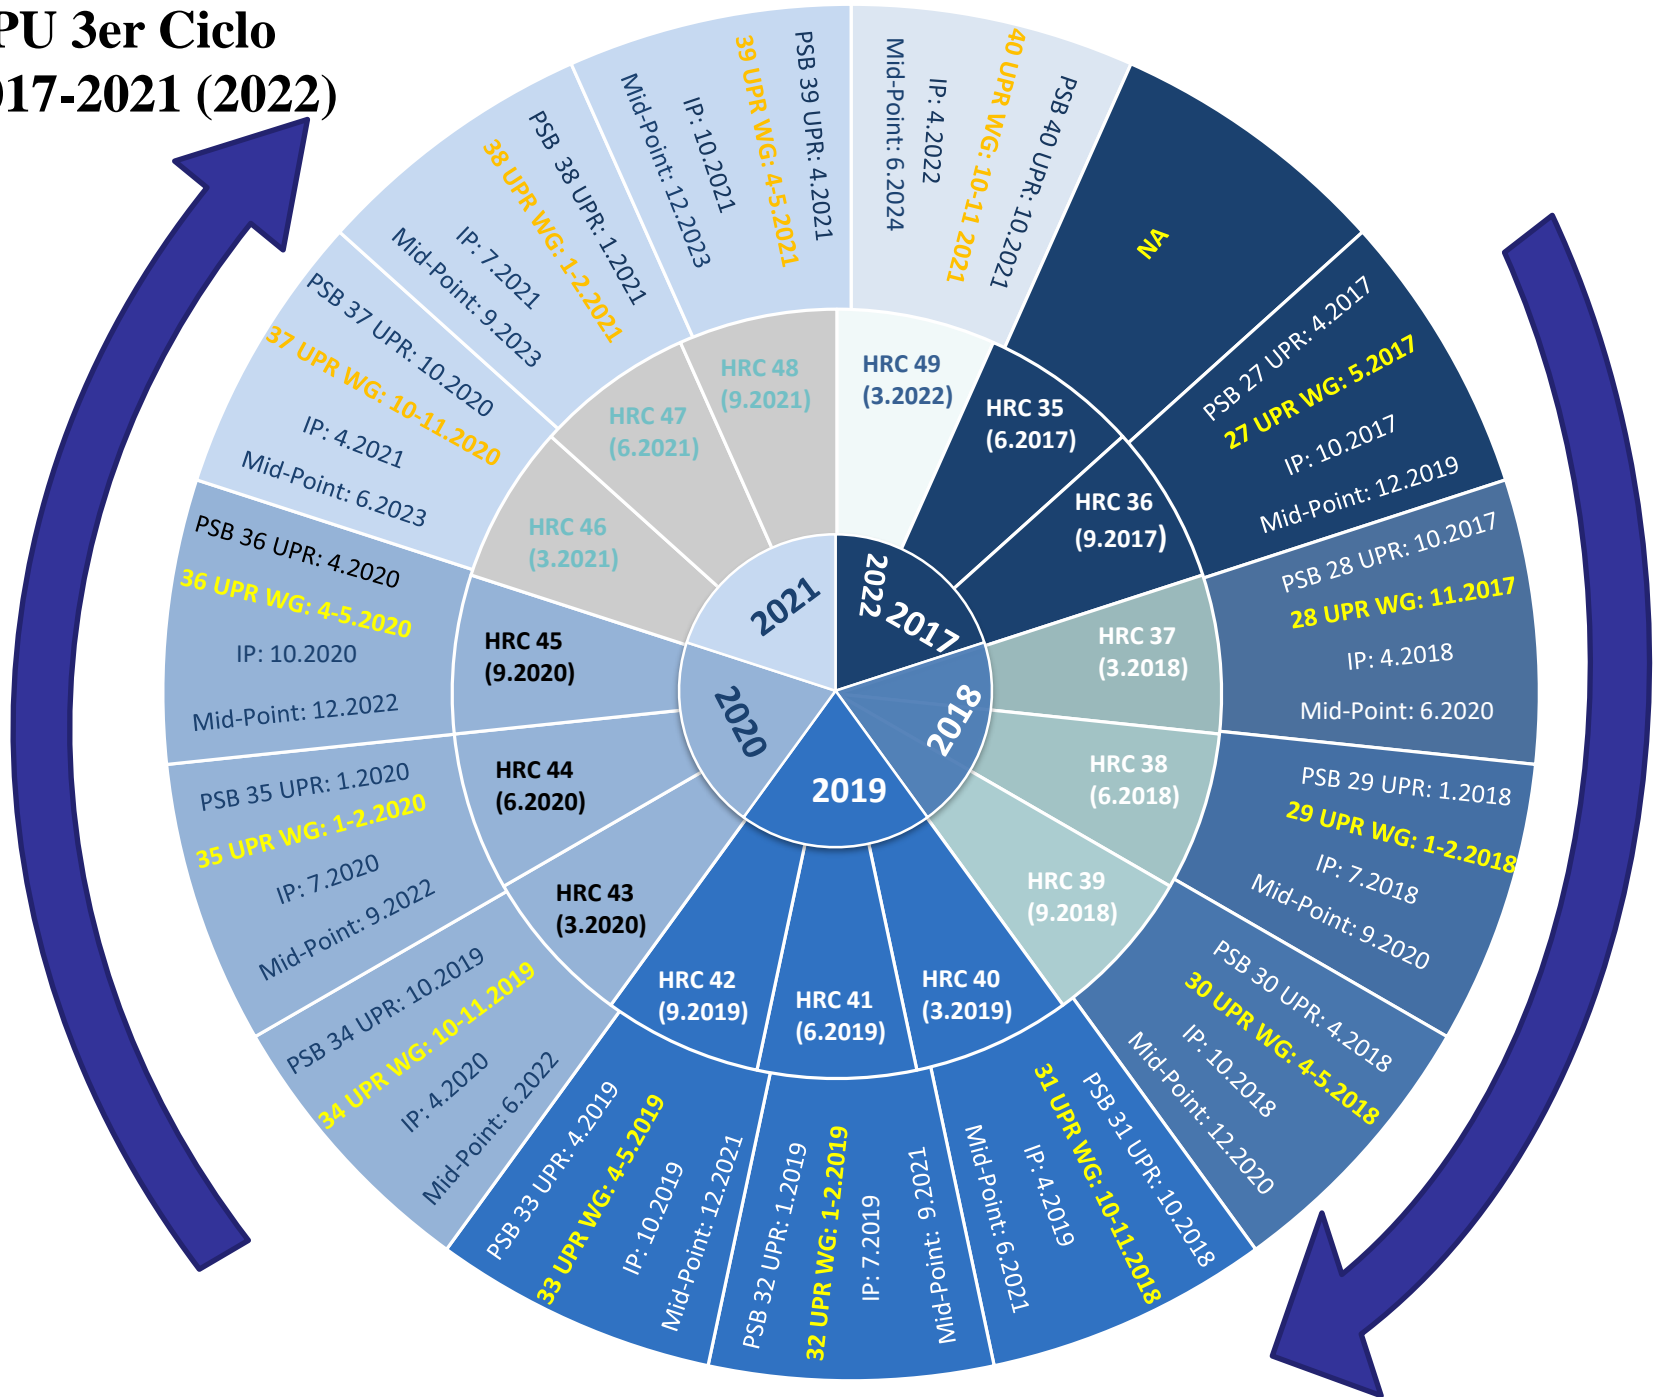 PU 3er Ciclo
017-2021 (2022)
2017
2018
2019
2020
2021
2022
HRC 35
(6.2017)
NA
HRC 36
(9.2017)
PSB 27 UPR: 4.2017
27 UPR WG: 5.2017
IP: 10.2017
Mid-Point: 12.2019
HRC 37
(3.2018)
PSB 28 UPR: 10.2017
28 UPR WG: 11.2017
IP: 4.2018
Mid-Point: 6.2020
HRC 38
(6.2018)
PSB 29 UPR: 1.2018
29 UPR WG: 1-2.2018
IP: 7.2018
Mid-Point: 9.2020
HRC 39
(9.2018)
PSB 30 UPR: 4.2018
30 UPR WG: 4-5.2018
IP: 10.2018
Mid-Point: 12.2020
HRC 40
(3.2019)
PSB 31 UPR: 10.2018
31 UPR WG: 10-11.2018
IP: 4.2019
Mid-Point: 6.2021
HRC 41
(6.2019)
PSB 32 UPR: 1.2019
32 UPR WG: 1-2.2019
IP: 7.2019
Mid-Point: 9.2021
HRC 42
(9.2019)
PSB 33 UPR: 4.2019
33 UPR WG: 4-5.2019
IP: 10.2019
Mid-Point: 12.2021
HRC 43
(3.2020)
PSB 34 UPR: 10.2019
34 UPR WG: 10-11.2019
IP: 4.2020
Mid-Point: 6.2022
HRC 44
(6.2020)
PSB 35 UPR: 1.2020
35 UPR WG: 1-2.2020
IP: 7.2020
Mid-Point: 9.2022
HRC 45
(9.2020)
PSB 36 UPR: 4.2020
36 UPR WG: 4-5.2020
IP: 10.2020
Mid-Point: 12.2022
HRC 46
(3.2021)
PSB 37 UPR: 10.2020
37 UPR WG: 10-11.2020
IP: 4.2021
Mid-Point: 6.2023
HRC 47
(6.2021)
PSB 38 UPR: 1.2021
38 UPR WG: 1-2.2021
IP: 7.2021
Mid-Point: 9.2023
HRC 48
(9.2021)
PSB 39 UPR: 4.2021
39 UPR WG: 4-5.2021
IP: 10.2021
Mid-Point: 12.2023
HRC 49
(3.2022)
PSB 40 UPR: 10.2021
40 UPR WG: 10-11 2021
IP: 4.2022
Mid-Point: 6.2024